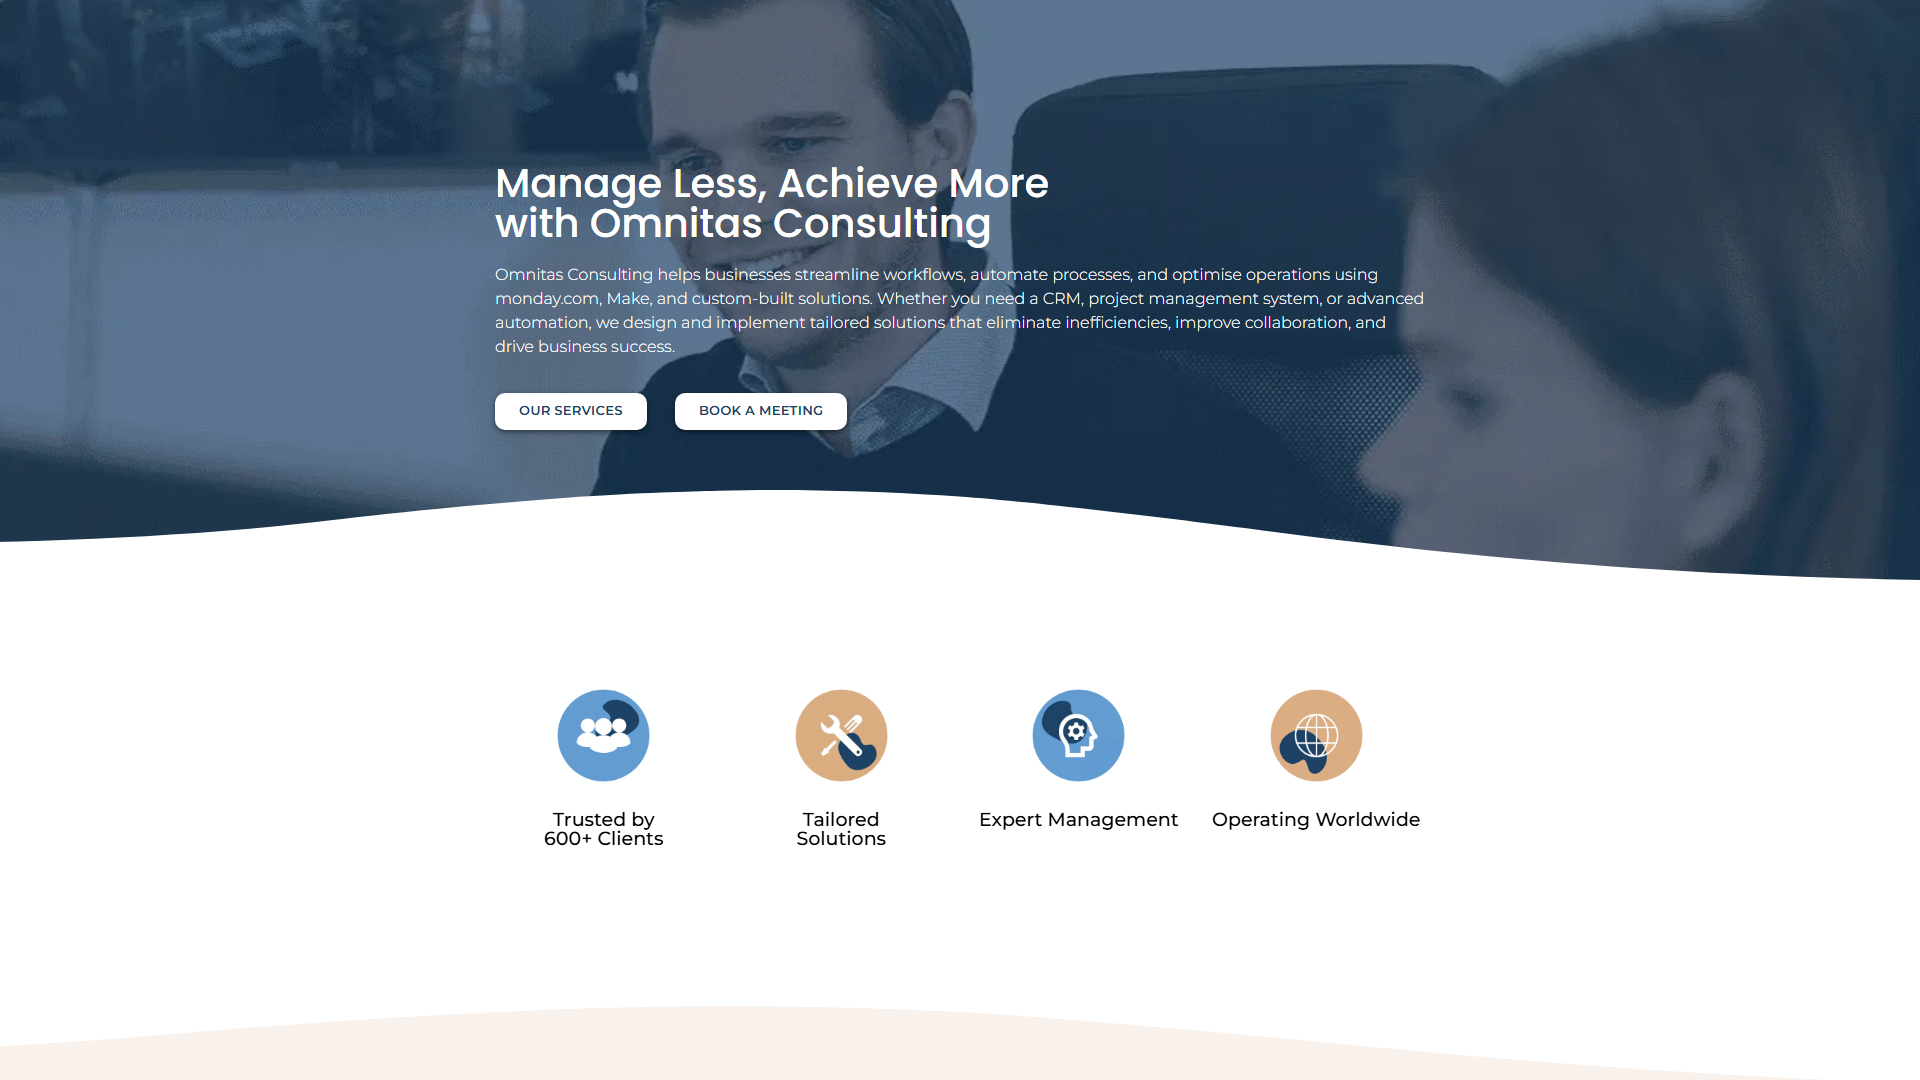 Manage Less, Achieve More
with Omnitas Consulting
Omnitas Consulting helps businesses streamline workflows, automate processes, and optimise operations using
monday.com, Make, and custom-built solutions. Whether you need a CRM, project management system, or advanced
automation, we design and implement tailored solutions that eliminate inefficiencies, improve collaboration, and
drive business success.
OUR SERVICES
BOOK A MEETING
Trusted by
600+ Clients
Tailored
Solutions
Expert Management
Operating Worldwide